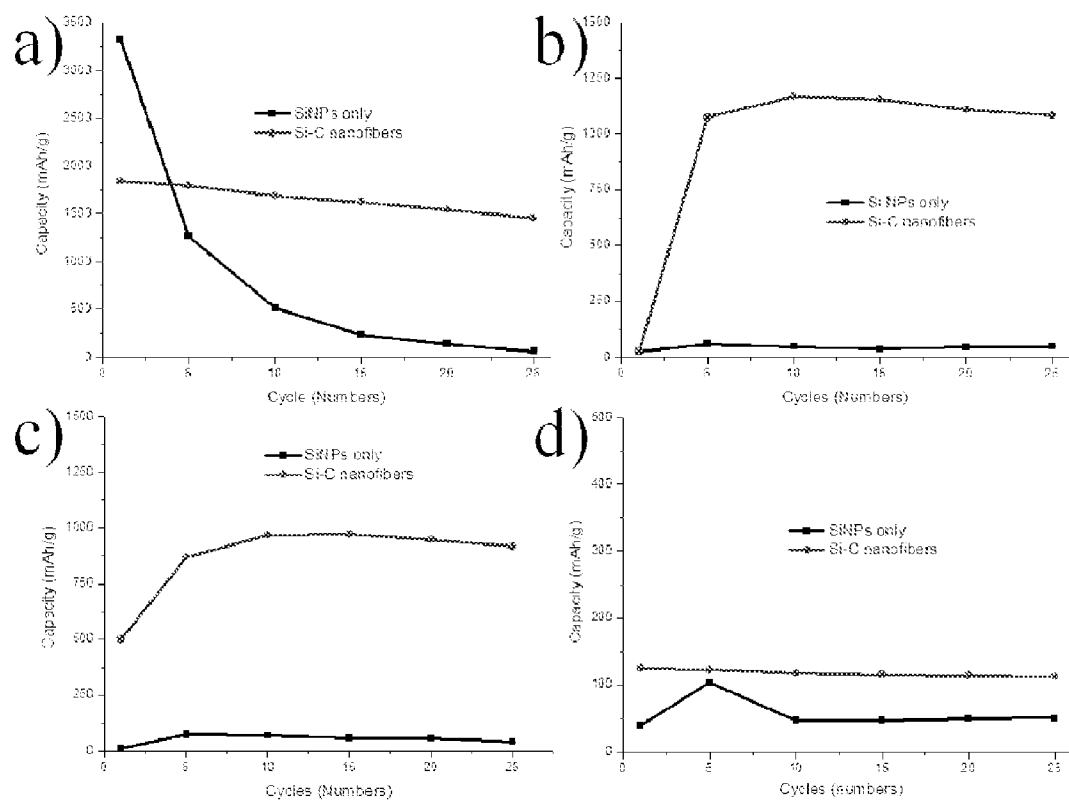 a)
3500
3000
2500
2000
1500
1000
500
0
Capacity (mAh/g)
SiNPs only
Si-C nanofibers
0 5 10 15 20 25
Cycle (Numbers)
b)
1500
1250
1000
750
500
250
0
Capacity (mAh/g)
Si NPs only
Si-C nanofibers
0 5 10 15 20 25
Cycles (Numbers)
c)
1500
1250
1000
750
500
250
0
Capacity (mAh/g)
SiNPs only
Si-C nanofibers
0 5 10 15 20 25
Cycles (Numbers)
d)
500
400
300
200
100
0
Capacity (mAh/g)
SiNPs only
Si-C nanofibers
0 5 10 15 20 25
Cycles (numbers)